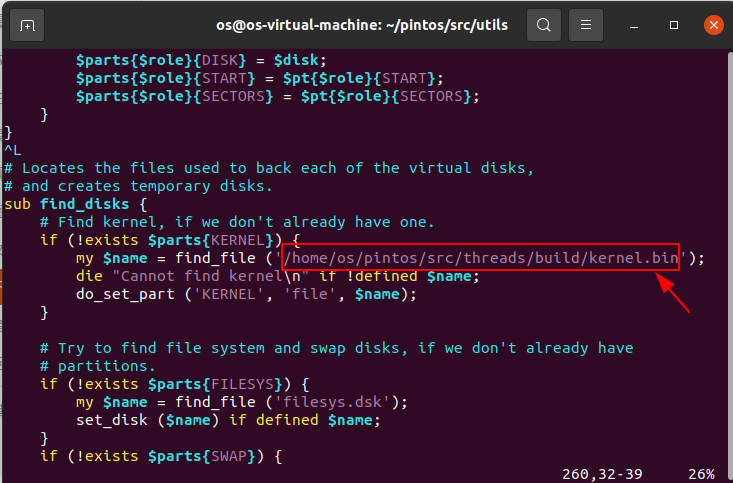 os@os-virtual-machine: ~/pintos/src/utils
$parts{$role}{DISK} = $disk;
$parts{$role}{START} = $pt{$role}{START};
$parts{$role}{SECTORS} = $pt{$role}{SECTORS};
}
}
^L
# Locates the files used to back each of the virtual disks,
# and creates temporary disks.
sub find_disks {
# Find kernel, if we don't already have one.
if (!exists $parts{KERNEL}) {
my $name = find_file ('/home/os/pintos/src/threads/build/kernel.bin');
die "Cannot find kernel\n" if !defined $name;
do_set_part ('KERNEL', 'file', $name);
}
# Try to find file system and swap disks, if we don't already have
# partitions.
if (!exists $parts{FILESYS}) {
my $name = find_file ('filesys.dsk');
set_disk ($name) if defined $name;
}
if (!exists $parts{SWAP}) {
260,32-39 26%